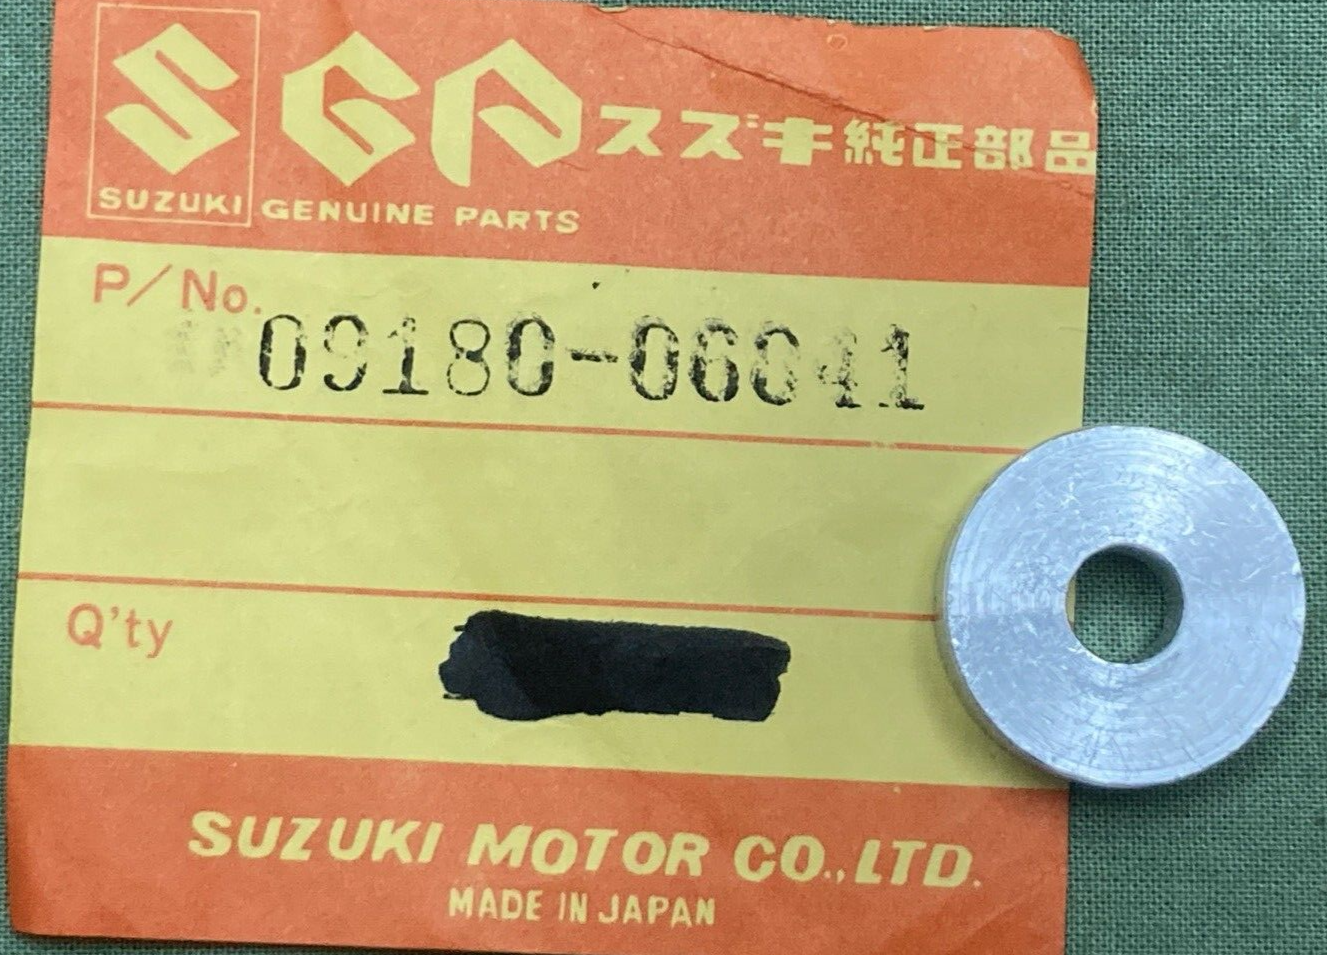 SGP スズキ純正部品
SUZUKI GENUINE PARTS
P/No. 09180-06041
Q'ty
SUZUKI MOTOR CO., LTD.
MADE IN JAPAN